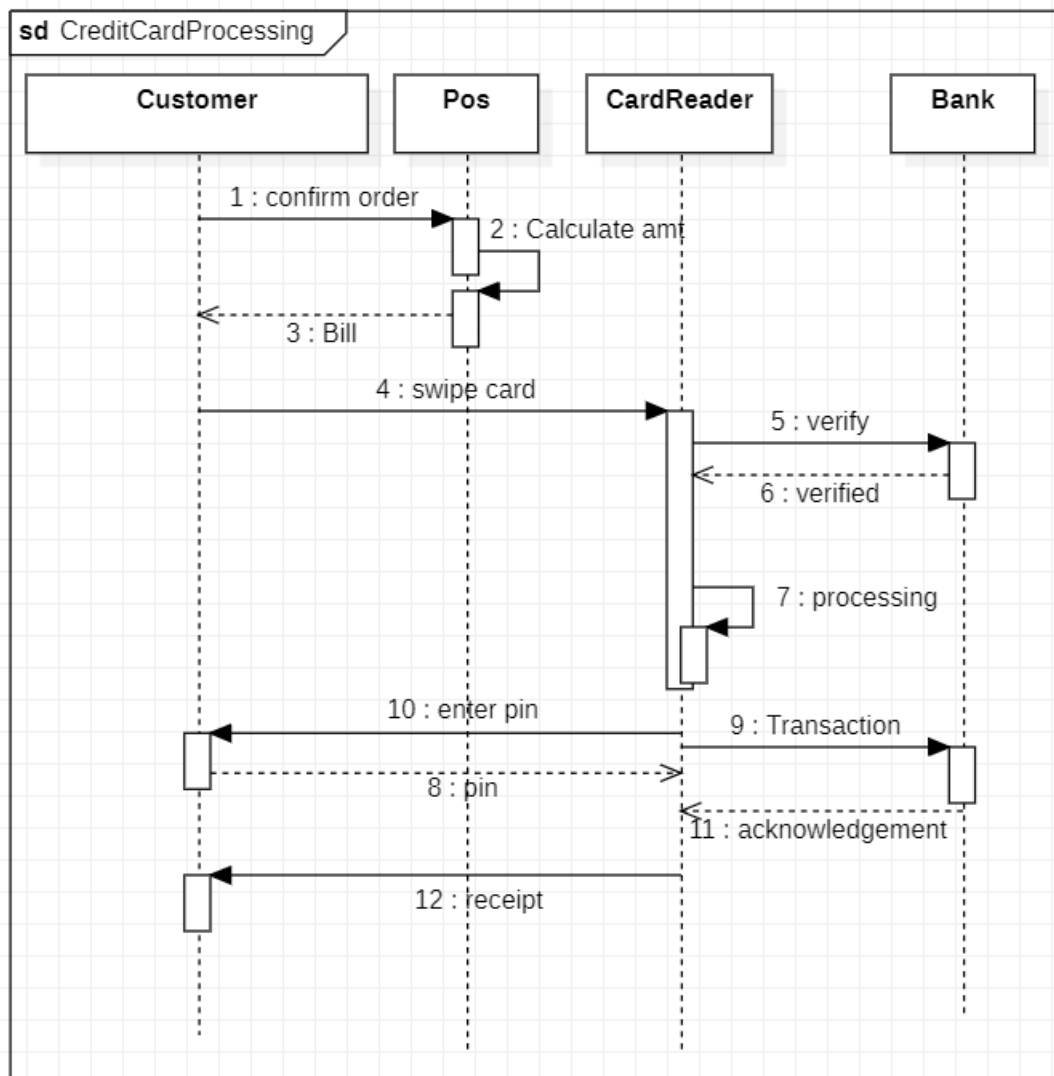 sd CreditCardProcessing
Customer
Pos
CardReader
Bank
1 : confirm order
2 : Calculate amt
3 : Bill
4 : swipe card
5 : verify
6 : verified
7 : processing
10 : enter pin
9 : Transaction
8 : pin
11 : acknowledgement
12 : receipt